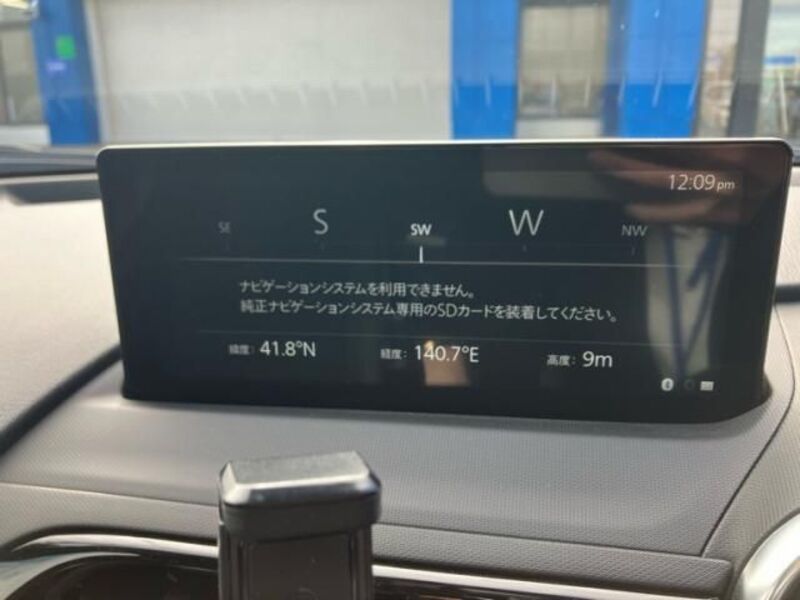 12:09pm
SE S SW W NW
ナビゲーションシステムを利用できません。
純正ナビゲーションシステム専用のSDカードを装着してください。
緯度: 41.8°N 経度: 140.7°E 高度: 9m